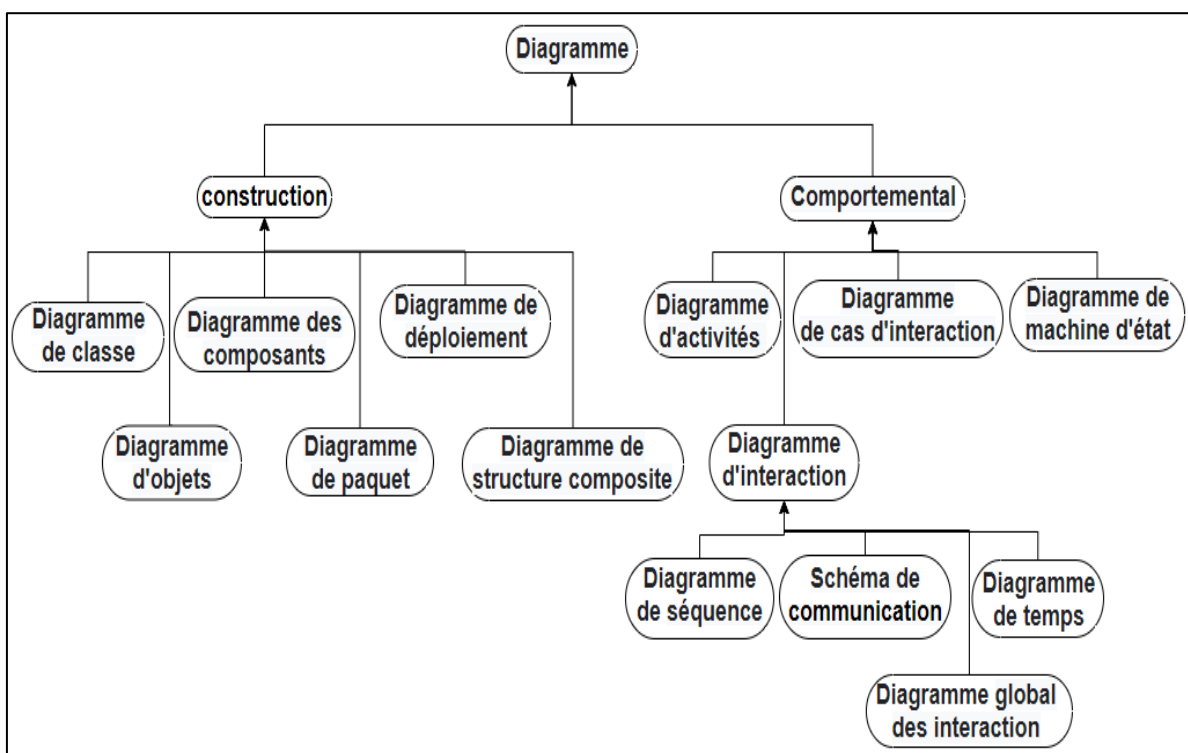 Diagramme
construction
Comportemental
Diagramme
de classe
Diagramme des
composants
Diagramme de
déploiement
Diagramme
d'activités
Diagramme
de cas d'interaction
Diagramme de
machine d'état
Diagramme
d'objets
Diagramme
de paquet
Diagramme de
structure composite
Diagramme
d'interaction
Diagramme
de séquence
Schéma de
communication
Diagramme
de temps
Diagramme global
des interaction